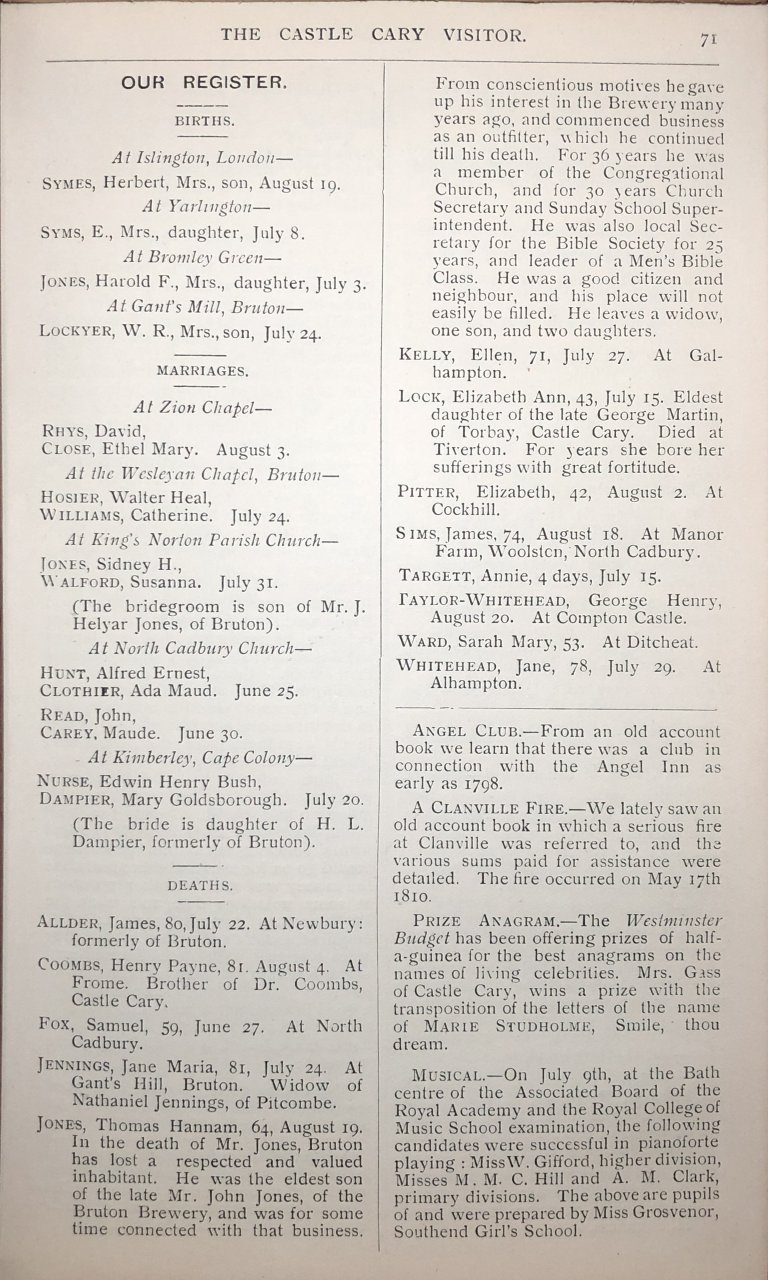 THE CASTLE CARY VISITOR.
71
OUR REGISTER.
BIRTHS.
At Islington, London—
SYMES, Herbert, Mrs., son, August 19.
At Yarlington—
SYMS, E., Mrs., daughter, July 8.
At Bromley Green—
JONES, Harold F., Mrs., daughter, July 3.
At Gant's Mill, Bruton—
LOCKYER, W. R., Mrs., son, July 24.
MARRIAGES.
At Zion Chapel—
RHYS, David,
CLOSE, Ethel Mary. August 3.
At the Wesleyan Chapel, Bruton—
HOSIER, Walter Heal,
WILLIAMS, Catherine. July 24.
At King's Norton Parish Church—
JONES, Sidney H.,
WALFORD, Susanna. July 31.
(The bridegroom is son of Mr. J.
Helyar Jones, of Bruton).
At North Cadbury Church—
HUNT, Alfred Ernest,
CLOTHIER, Ada Maud. June 25.
READ, John,
CAREY, Maude. June 30.
At Kimberley, Cape Colony—
NURSE, Edwin Henry Bush,
DAMPIER, Mary Goldsborough. July 20.
(The bride is daughter of H. L.
Dampier, formerly of Bruton).
DEATHS.
ALLDER, James, 80, July 22. At Newbury:
formerly of Bruton.
COOMBS, Henry Payne, 81. August 4. At
Frome. Brother of Dr. Coombs,
Castle Cary.
FOX, Samuel, 59, June 27. At North
Cadbury.
JENNINGS, Jane Maria, 81, July 24. At
Gant's Hill, Bruton. Widow of
Nathaniel Jennings, of Pitcombe.
JONES, Thomas Hannam, 64, August 19.
In the death of Mr. Jones, Bruton
has lost a respected and valued
inhabitant. He was the eldest son
of the late Mr. John Jones, of the
Bruton Brewery, and was for some
time connected with that business.
From conscientious motives he gave
up his interest in the Brewery many
years ago, and commenced business
as an outfitter, which he continued
till his death. For 36 years he was
a member of the Congregational
Church, and for 30 years Church
Secretary and Sunday School Super-
intendent. He was also local Sec-
retary for the Bible Society for 25
years, and leader of a Men's Bible
Class. He was a good citizen and
neighbour, and his place will not
easily be filled. He leaves a widow,
one son, and two daughters.
KELLY, Ellen, 71, July 27. At Gal-
hampton.
LOCK, Elizabeth Ann, 43, July 15. Eldest
daughter of the late George Martin,
of Torbay, Castle Cary. Died at
Tiverton. For years she bore her
sufferings with great fortitude.
PITTER, Elizabeth, 42, August 2. At
Cockhill.
SIMS, James, 74, August 18. At Manor
Farm, Woolston, North Cadbury.
TARGETT, Annie, 4 days, July 15.
TAYLOR-WHITEHEAD, George Henry,
August 20. At Compton Castle.
WARD, Sarah Mary, 53. At Ditcheat.
WHITEHEAD, Jane, 78, July 29. At
Alhampton.
ANGEL CLUB.—From an old account
book we learn that there was a club in
connection with the Angel Inn as
early as 1798.
A CLANVILLE FIRE.—We lately saw an
old account book in which a serious fire
at Clanville was referred to, and the
various sums paid for assistance were
detailed. The fire occurred on May 17th
1810.
PRIZE ANAGRAM.—The Westminster
Budget has been offering prizes of half-
a-guinea for the best anagrams on the
names of living celebrities. Mrs. Gass
of Castle Cary, wins a prize with the
transposition of the letters of the name
of MARIE STUDHOLME, Smile, thou
dream.
MUSICAL.—On July 9th, at the Bath
centre of the Associated Board of the
Royal Academy and the Royal College of
Music School examination, the following
candidates were successful in pianoforte
playing : Miss W. Gifford, higher division,
Misses M. M. C. Hill and A. M. Clark,
primary divisions. The above are pupils
of and were prepared by Miss Grosvenor,
Southend Girl's School.